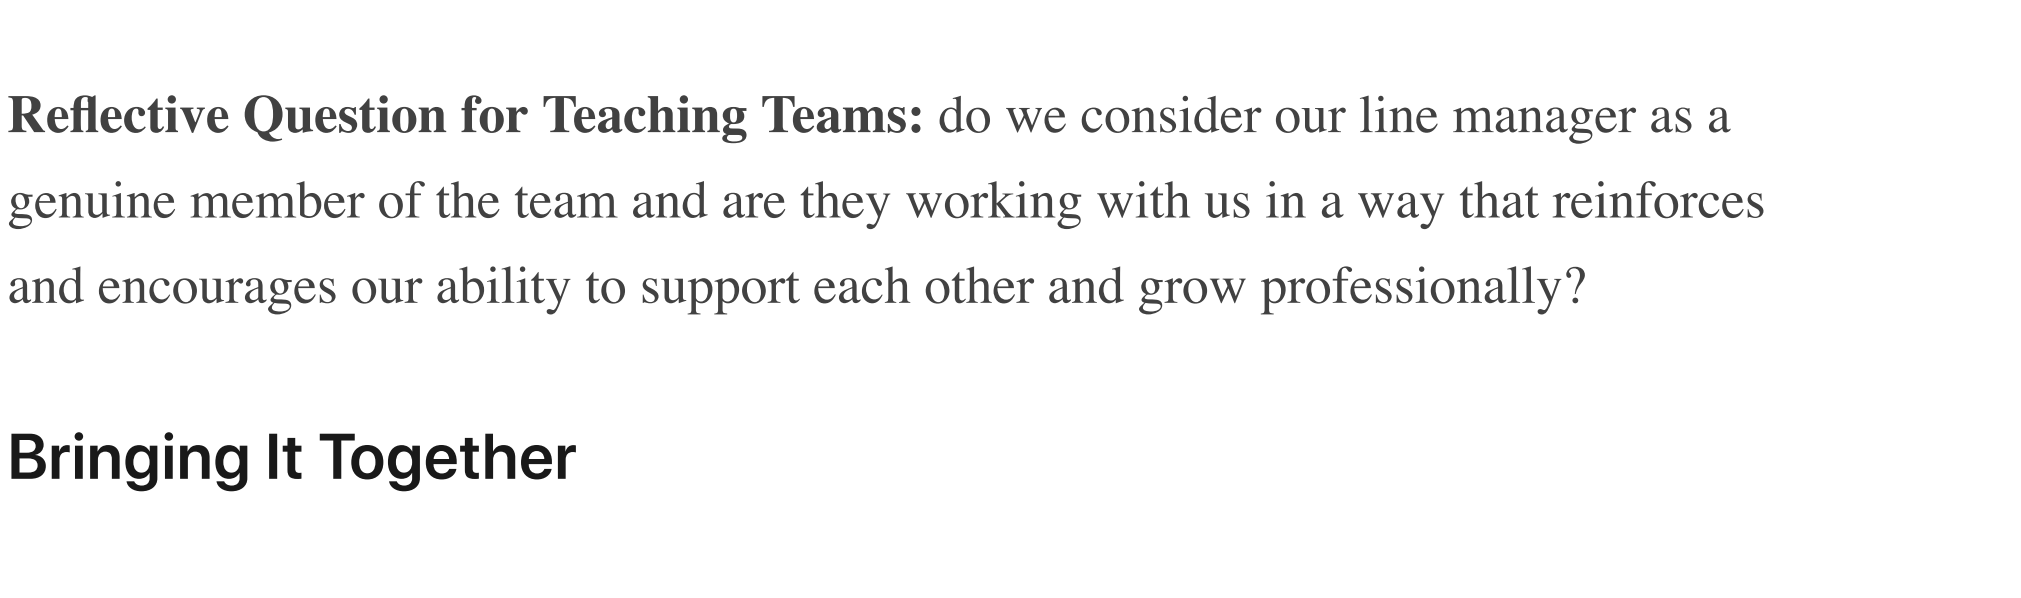 Reflective Question for Teaching Teams: do we consider our line manager as a
genuine member of the team and are they working with us in a way that reinforces
and encourages our ability to support each other and grow professionally?
Bringing It Together